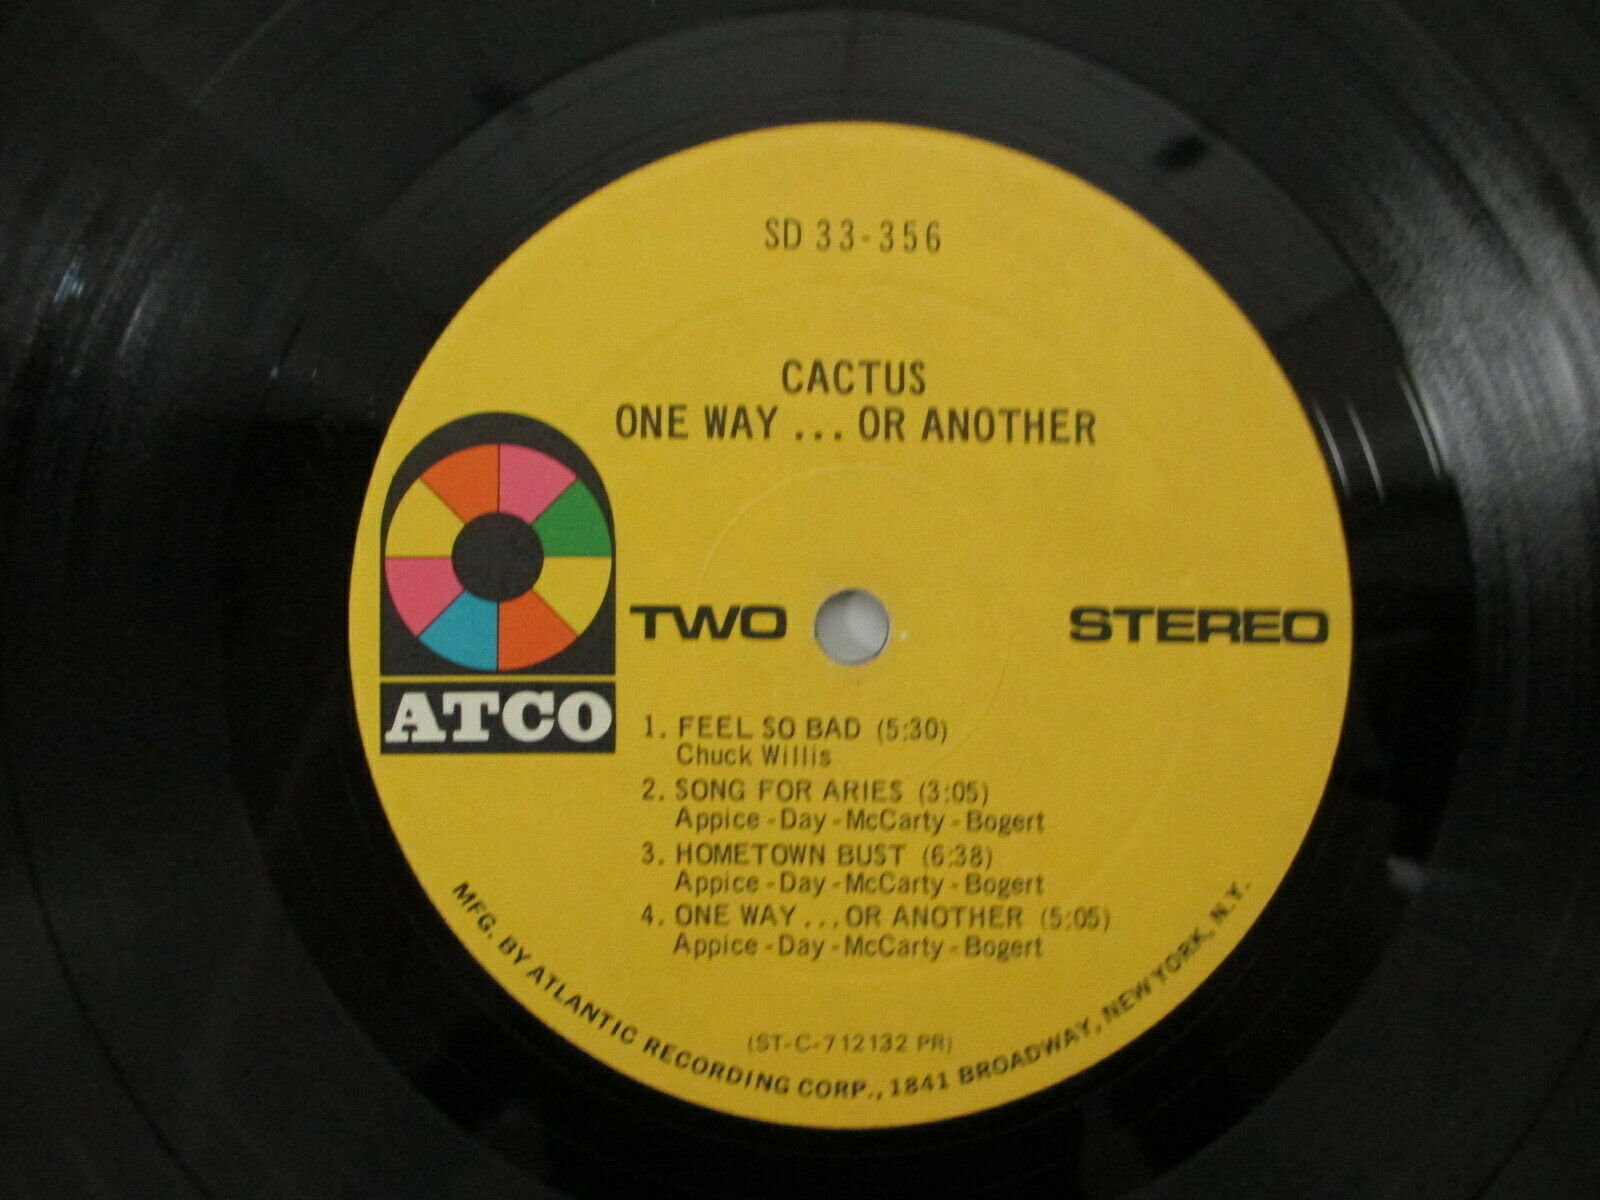 SD 33-356
CACTUS
ONE WAY ... OR ANOTHER
TWO
STEREO
ATCO
1. FEEL SO BAD (5:30)
Chuck Willis
2. SONG FOR ARIES (3:05)
Appice - Day - McCarty - Bogert
3. HOMETOWN BUST (6:38)
Appice - Day - McCarty - Bogert
4. ONE WAY ... OR ANOTHER (5:05)
Appice - Day - McCarty - Bogert
(ST-C-712132 PR)
MFG. BY ATLANTIC RECORDING CORP., 1841 BROADWAY, NEW YORK, N.Y.